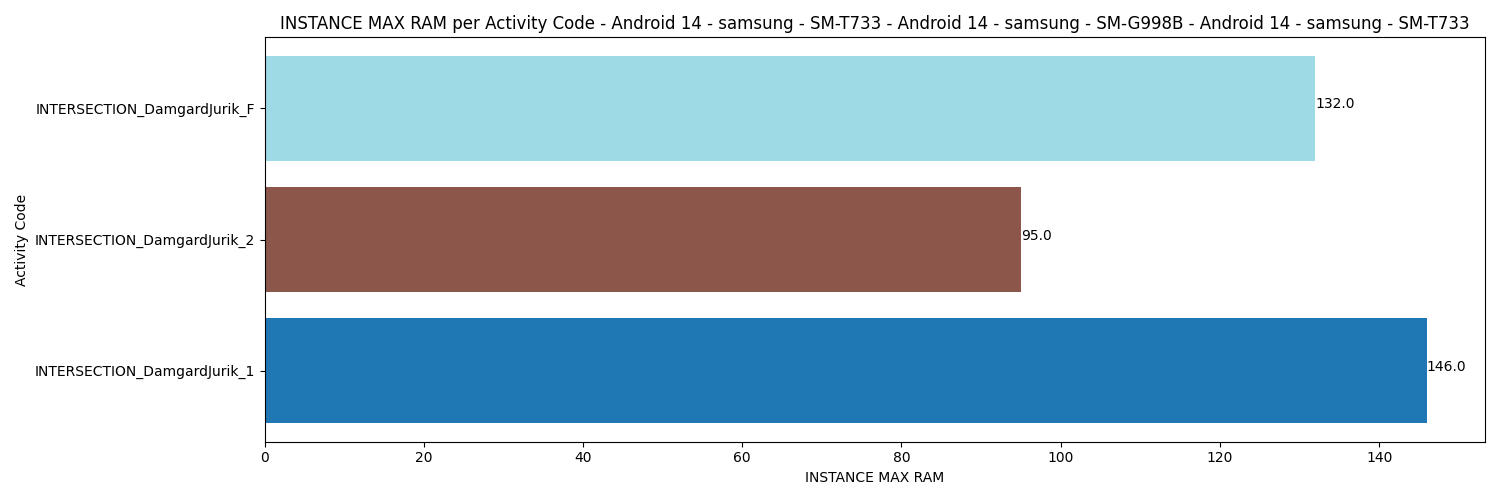 INSTANCE MAX RAM per Activity Code - Android 14 - samsung - SM-T733 - Android 14 - samsung - SM-G998B - Android 14 - samsung - SM-T733
INTERSECTION_DamgardJurik_F
132.0
INTERSECTION_DamgardJurik_2
95.0
INTERSECTION_DamgardJurik_1
146.0
Activity Code
0 20 40 60 80 100 120 140
INSTANCE MAX RAM